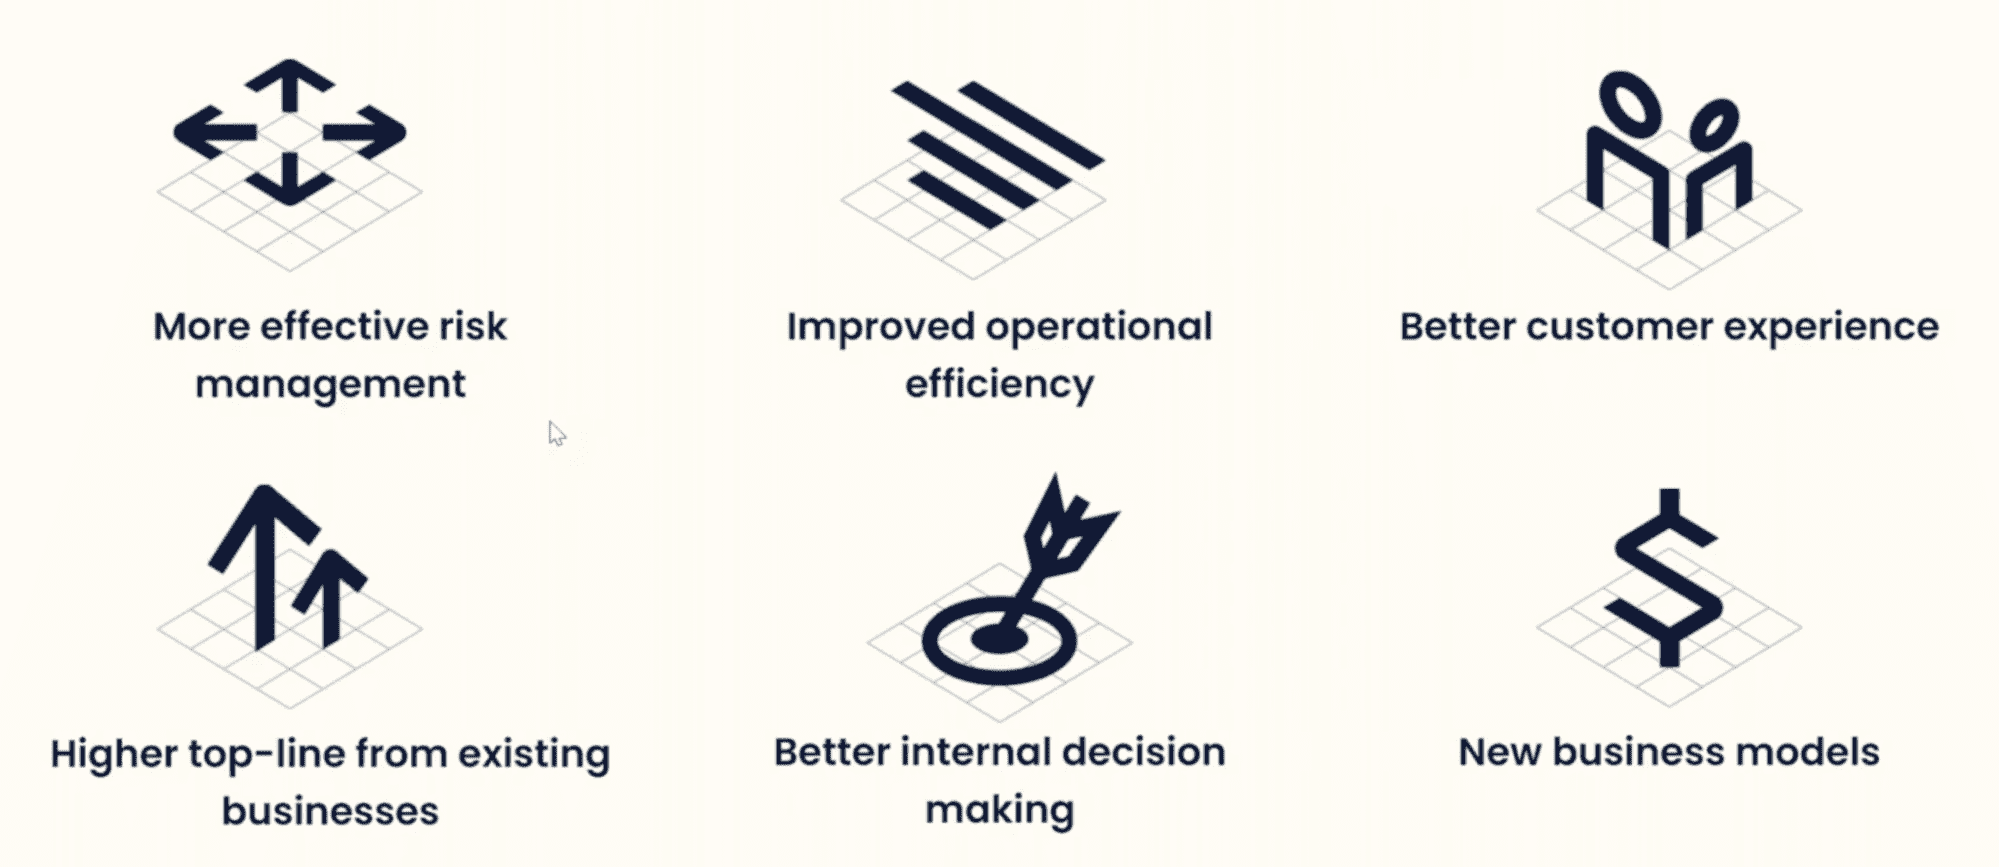 More effective risk
management
Improved operational
efficiency
Better customer experience
Higher top-line from existing
businesses
Better internal decision
making
New business models